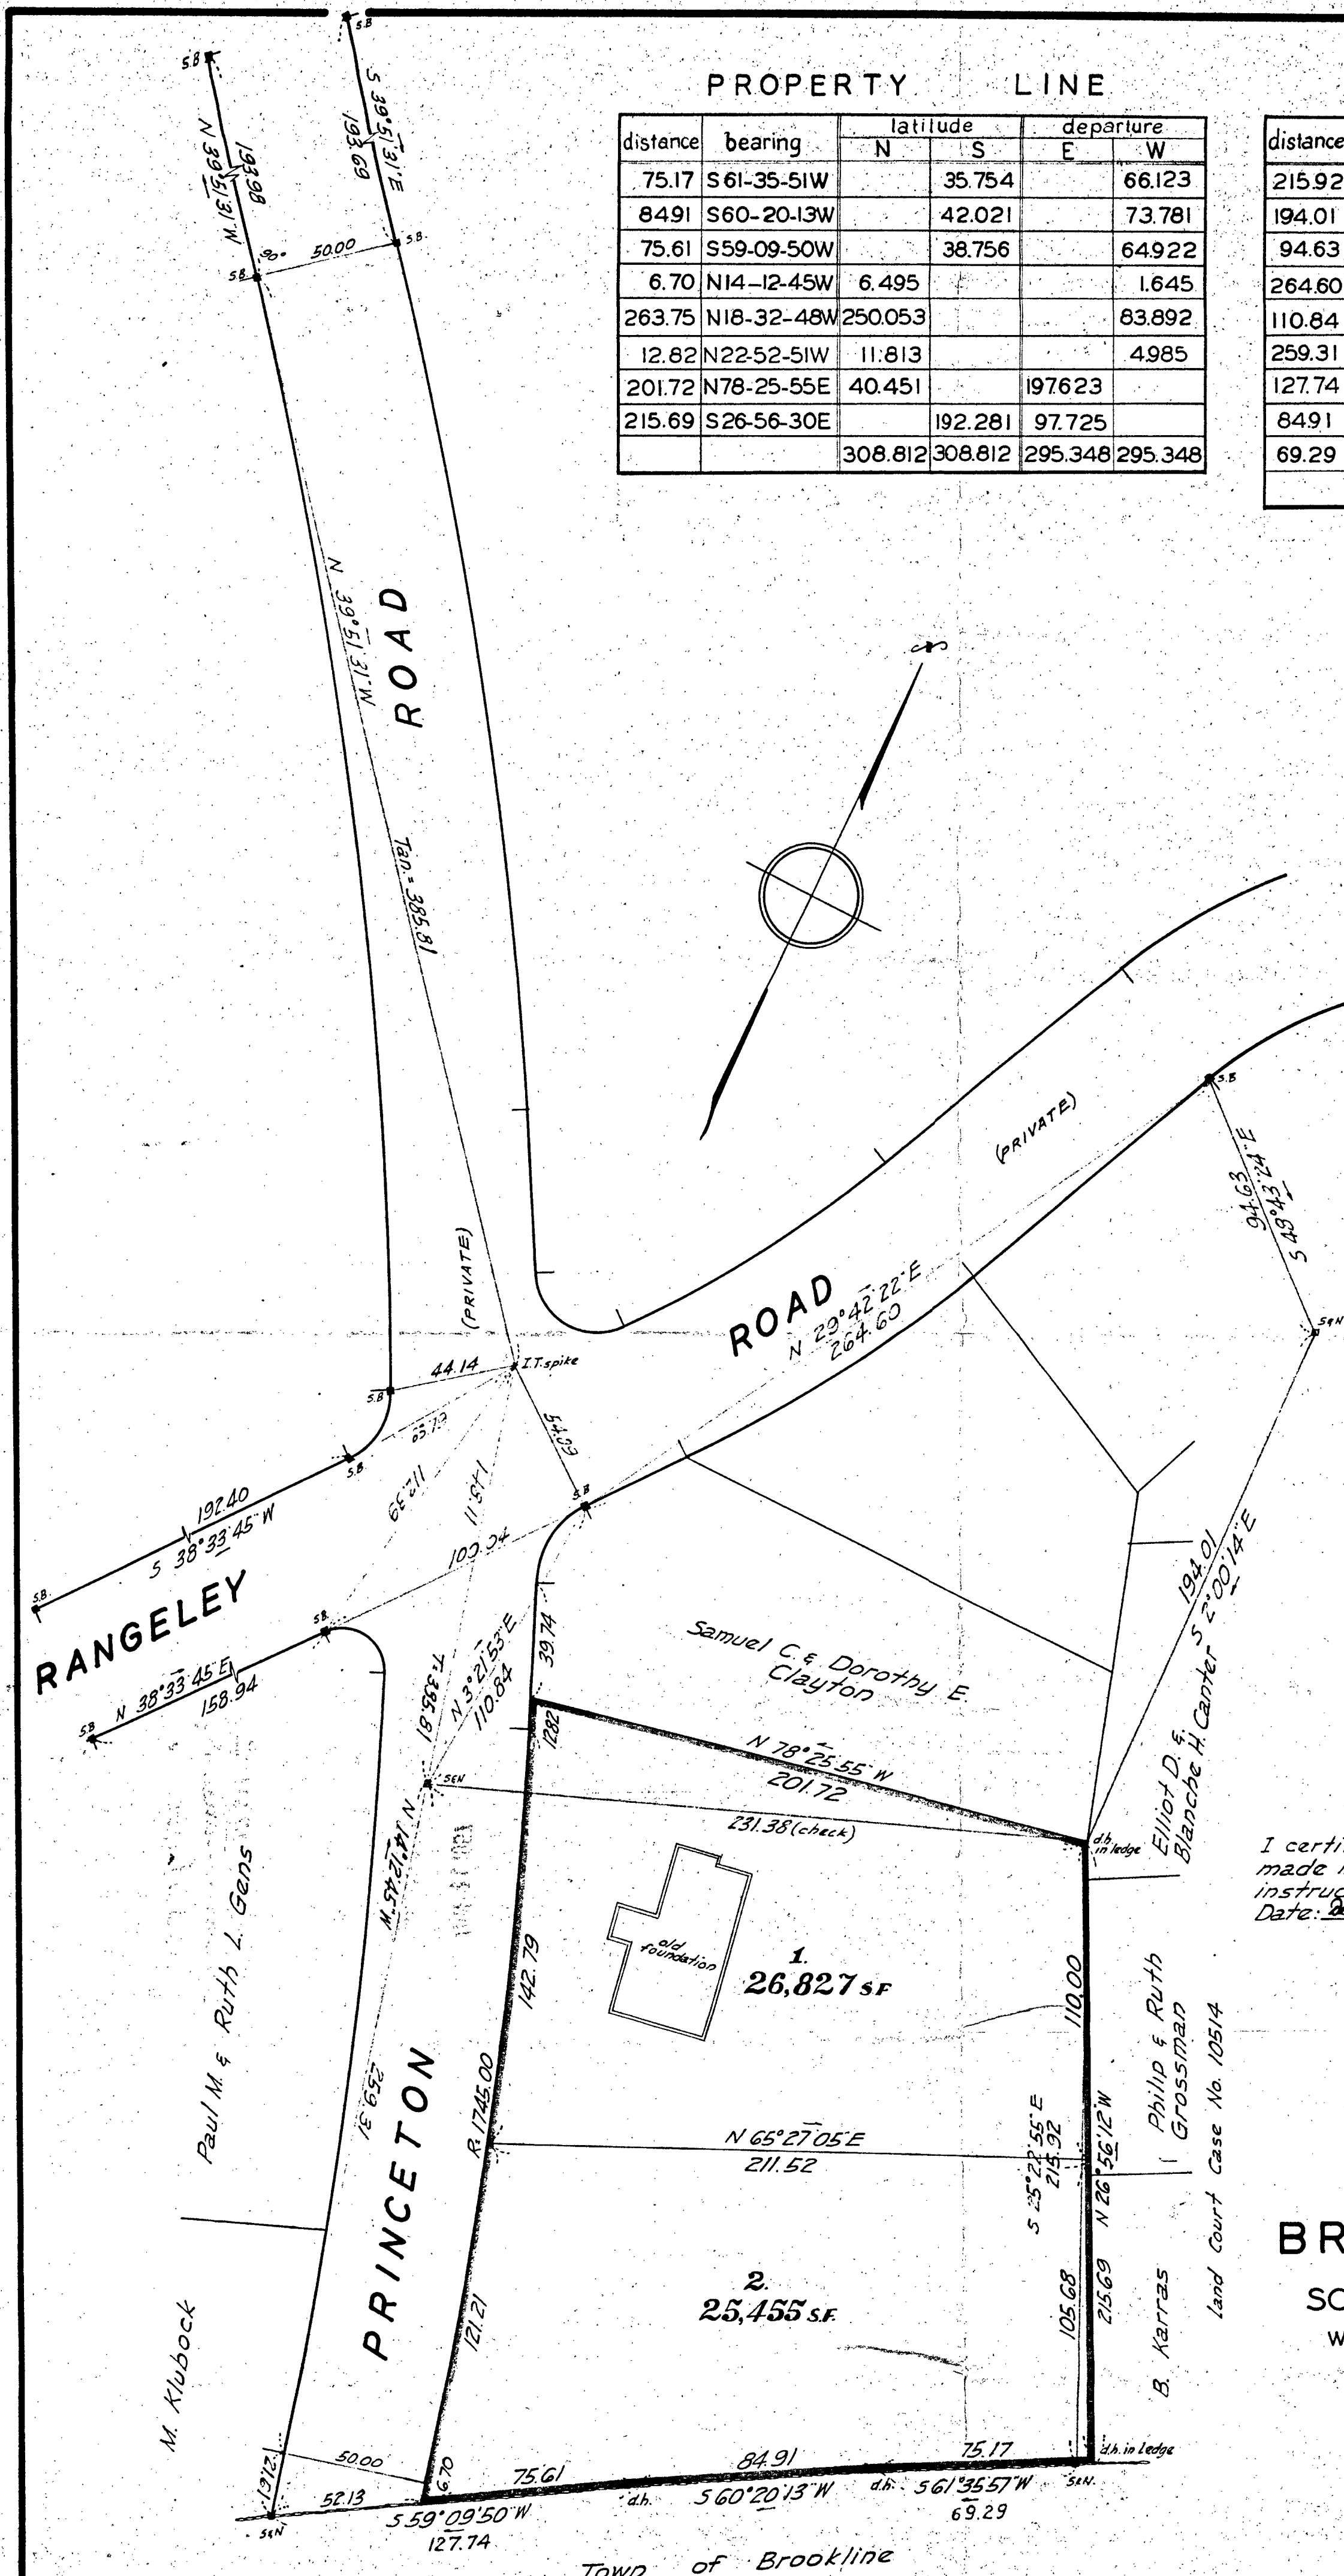 S.B
S.B
S 39°51'31"E
193.69
193.98
N 39°51'31"W
90°
50.00
S.B.
S.B
PROPERTY LINE
distance bearing latitude departure
N S E W
75.17 S61-35-51W 35.754 66.123
84.91 S60-20-13W 42.021 73.781
75.61 S59-09-50W 38.756 64.922
6.70 N14-12-45W 6.495 1.645
263.75 N18-32-48W 250.053 83.892
12.82 N22-52-51W 11.813 4.985
201.72 N78-25-55E 40.451 197.623
215.69 S26-56-30E 192.281 97.725
308.812 308.812 295.348 295.348
distance
215.92
194.01
94.63
264.60
110.84
259.31
127.74
84.91
69.29
N 39°51'31"W
ROAD
Tan.= 385.81
(PRIVATE)
(PRIVATE)
S.B
94.63
S 49°43'24"E
S&N
ROAD
N 29°42'22"E
264.60
44.14
I.T. spike
S.B
S.B
54.09
S.B
112.39
148.11
192.40
S 38°33'45"W
S.B.
RANGELEY
S.B.
N 38°33'45"E
158.94
S.B
39.74
N 3°21'53"E
110.84
12.82
Samuel C. & Dorothy E.
Clayton
194.01
S 2°00'14"E
Elliot D. &
Blanche H. Canter
N 78°25'55"W
201.72
S&N
231.38 (check)
d.h.
in ledge
N 14°12'45"W
Paul M. & Ruth L. Gens
old
foundation
1.
26,827 S.F
142.79
110.00
I certi
made
instruc
Date:
Philip & Ruth
Grossman
Land Court Case No. 10514
259.31
PRINCETON
R: 1745.00
N 65°27'05"E
211.52
S 25°22'55"E
215.92
N 26°56'12"W
215.69
2.
25,455 S.F.
121.21
105.68
B. Karras
M. Klubock
BR
SC
W
50.00
6.70
52.13
S&N
75.61
84.91
75.17
d.h. in ledge
S 59°09'50"W
127.74
d.h.
S 60°20'13"W
d.h.
S 61°35'57"W
69.29
S&N.
Town of Brookline